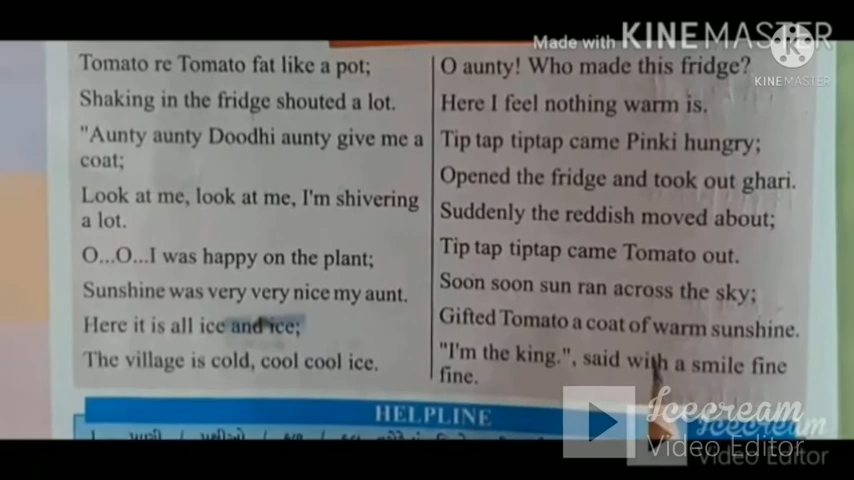 Made with KINEMASTER
KINEMASTER
Tomato re Tomato fat like a pot;
Shaking in the fridge shouted a lot.
"Aunty aunty Doodhi aunty give me a
coat;
Look at me, look at me, I'm shivering
a lot.
O...O...I was happy on the plant;
Sunshine was very very nice my aunt.
Here it is all ice and ice;
The village is cold, cool cool ice.
O aunty! Who made this fridge?
Here I feel nothing warm is.
Tip tap tiptap came Pinki hungry;
Opened the fridge and took out ghari.
Suddenly the reddish moved about;
Tip tap tiptap came Tomato out.
Soon soon sun ran across the sky;
Gifted Tomato a coat of warm sunshine.
"I'm the king.", said with a smile fine
fine.
HELPLINE
Icecream
Video Editor
Icecream
Video Editor